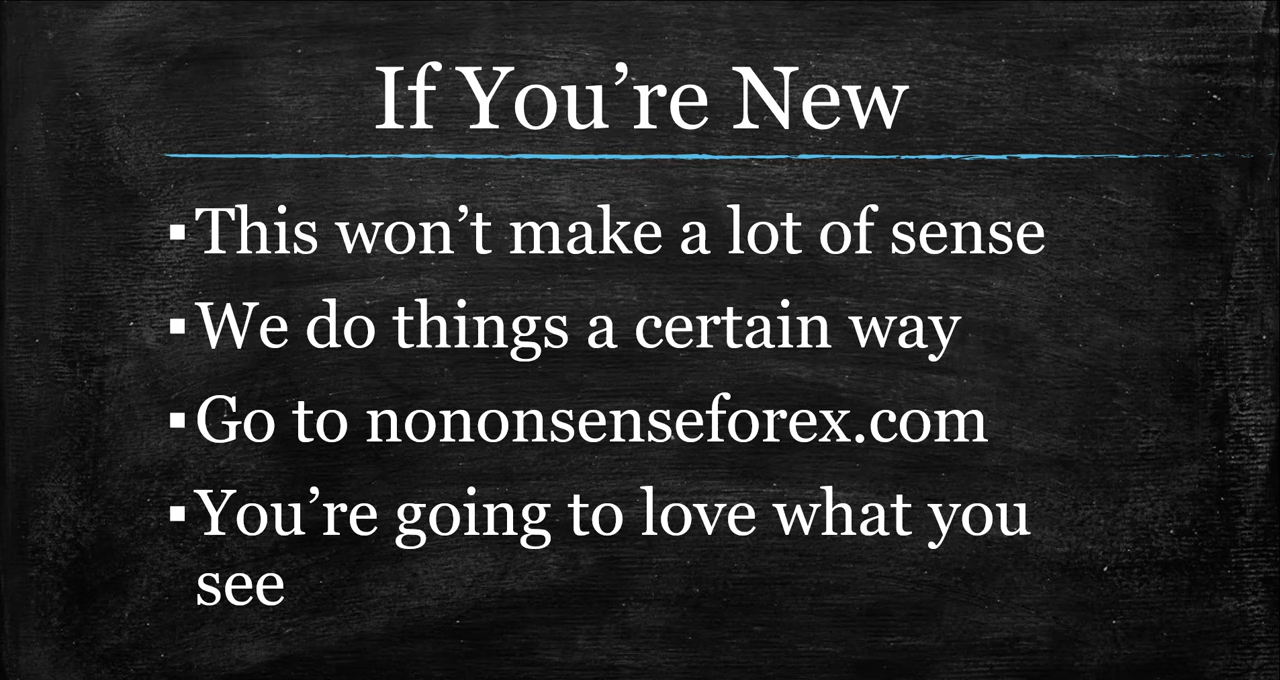 If You’re New
▪This won’t make a lot of sense
▪We do things a certain way
▪Go to nononsenseforex.com
▪You’re going to love what you
see